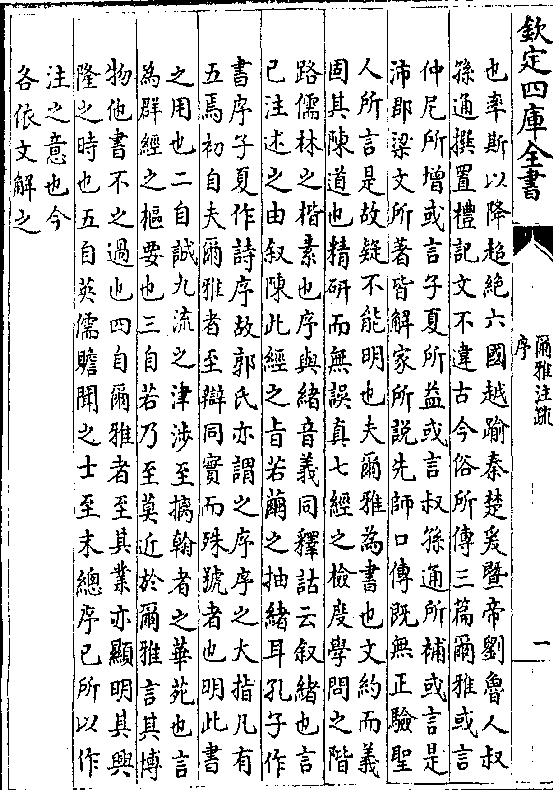 欽定四庫全書
爾雅注疏
序
一
也率斯以降超絶六國越踰秦楚爰暨帝劉魯人叔
孫通撰置禮記文不違古今俗所傳三篇爾雅或言
仲尼所增或言子夏所益或言叔孫通所補或言是
沛郡梁文所著皆解家所說先師口傳既無正驗聖
人所言是故疑不能明也夫爾雅為書也文約而義
固其陳道也精研而無誤真七經之檢度學問之階
路儒林之楷素也序與緒音義同釋詁云叙緒也言
已注述之由叙陳此經之旨若繭之抽緒耳孔子作
書序子夏作詩序故郭氏亦謂之序序之大指凡有
五焉初自夫爾雅者至辯同實而殊號者也明此書
之用也二自誠九流之津涉至摛翰者之華苑也言
為群經之樞要也三自若乃至莫近於爾雅言其博
物他書不之過也四自爾雅者至其業亦顯明其興
隆之時也五自英儒贍聞之士至末總序已所以作
注之意也今
各依文解之